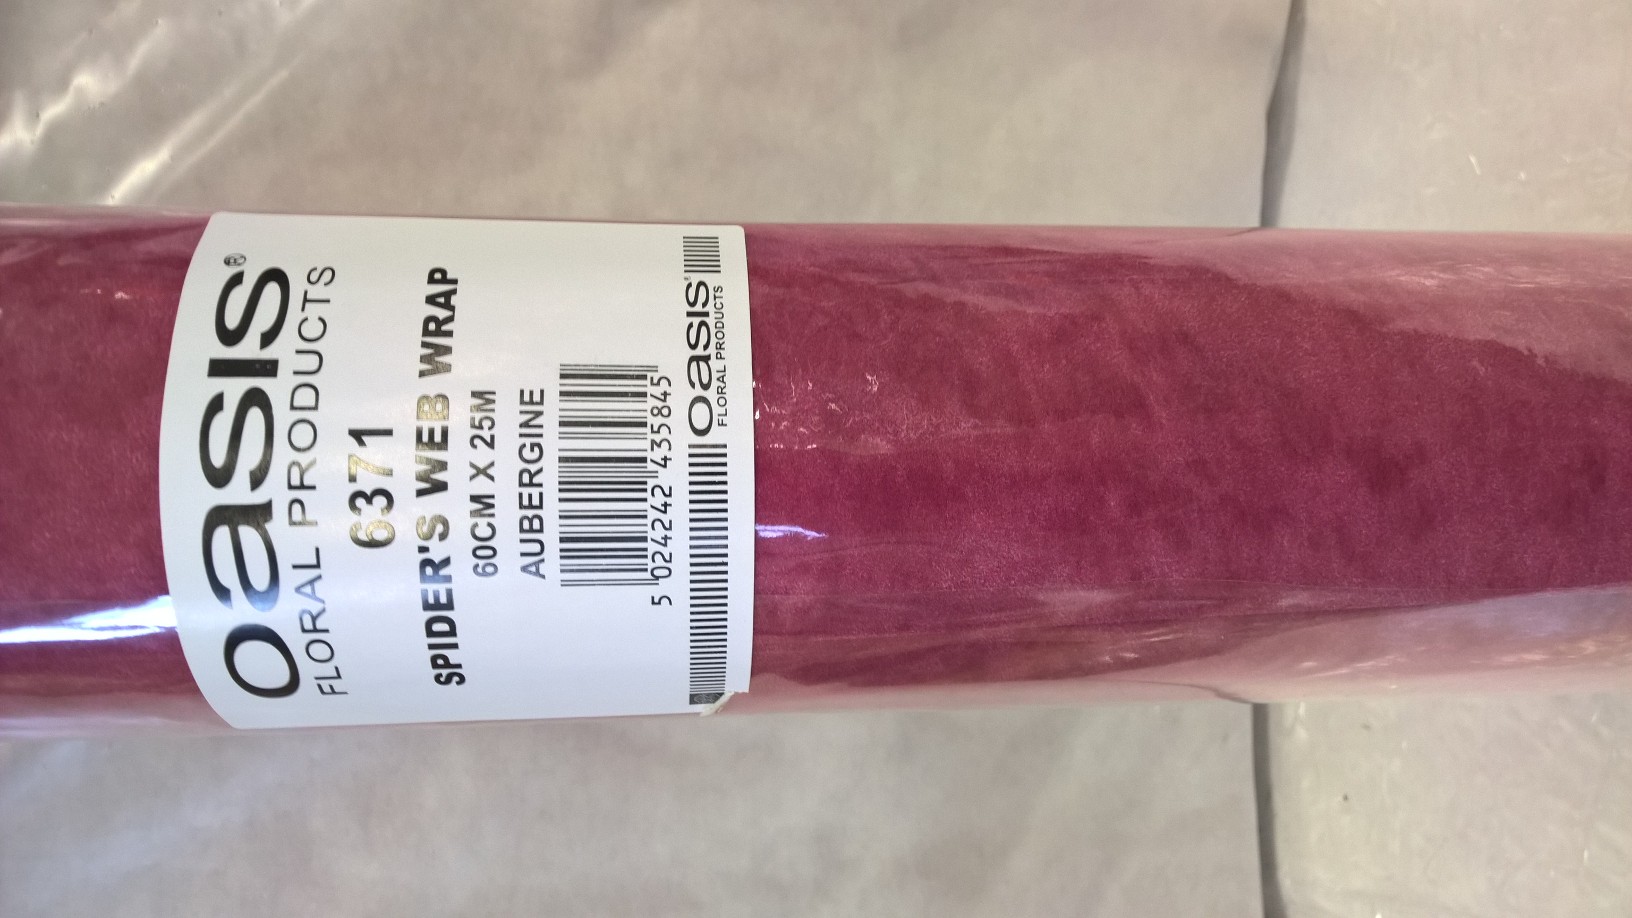 oasis®
FLORAL PRODUCTS
6371
SPIDER'S WEB WRAP
60CM X 25M
AUBERGINE
5 024242 435845
oasis®
FLORAL PRODUCTS